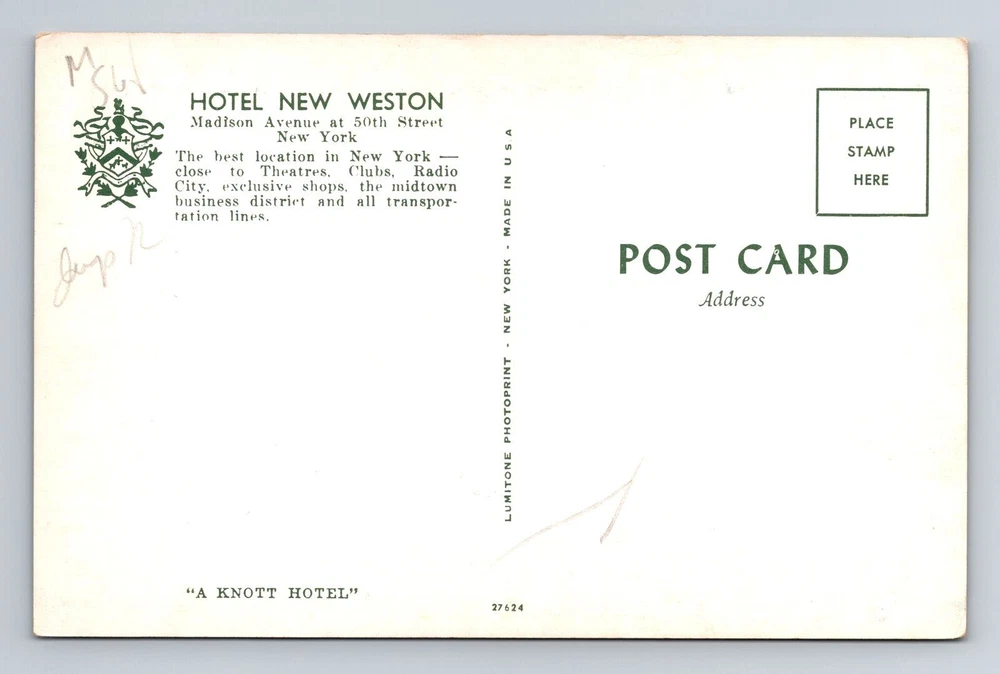 HOTEL NEW WESTON
Madison Avenue at 50th Street
New York
The best location in New York —
close to Theatres, Clubs, Radio
City, exclusive shops, the midtown
business district and all transpor-
tation lines.
"A KNOTT HOTEL"
LUMITONE PHOTOPRINT - NEW YORK - MADE IN U S A
27624
PLACE
STAMP
HERE
POST CARD
Address